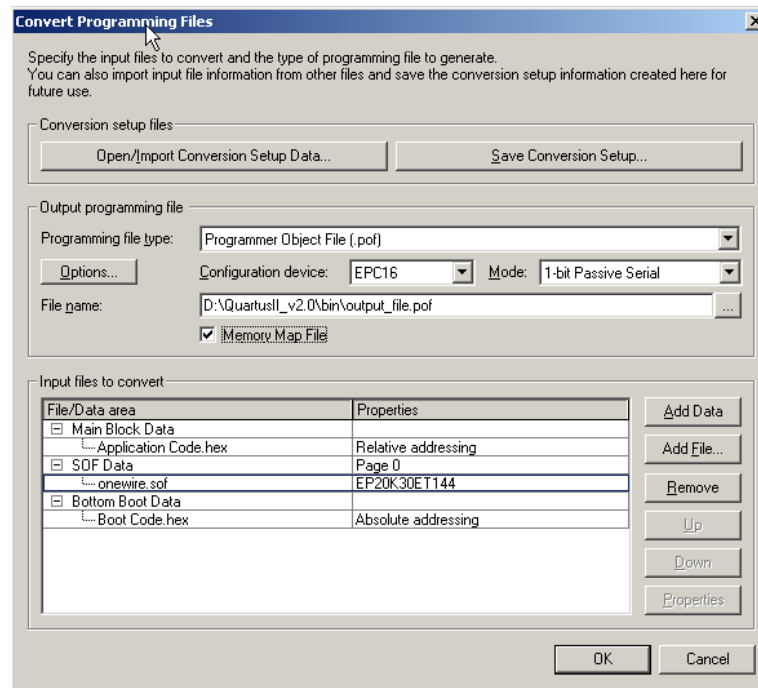 Convert Programming Files
Specify the input files to convert and the type of programming file to generate.
You can also import input file information from other files and save the conversion setup information created here for
future use.
Conversion setup files
Open/Import Conversion Setup Data... Save Conversion Setup...
Output programming file
Programming file type: Programmer Object File (.pof)
Options... Configuration device: EPC16 Mode: 1-bit Passive Serial
File name: D:\QuartusII_v2.0\bin\output_file.pof ...
Memory Map File
Input files to convert
File/Data area Properties Add Data
Main Block Data
Application Code.hex Relative addressing Add File...
SOF Data Page 0
onewire.sof EP20K30ET144 Remove
Bottom Boot Data
Boot Code.hex Absolute addressing Up
Down
Properties
OK Cancel